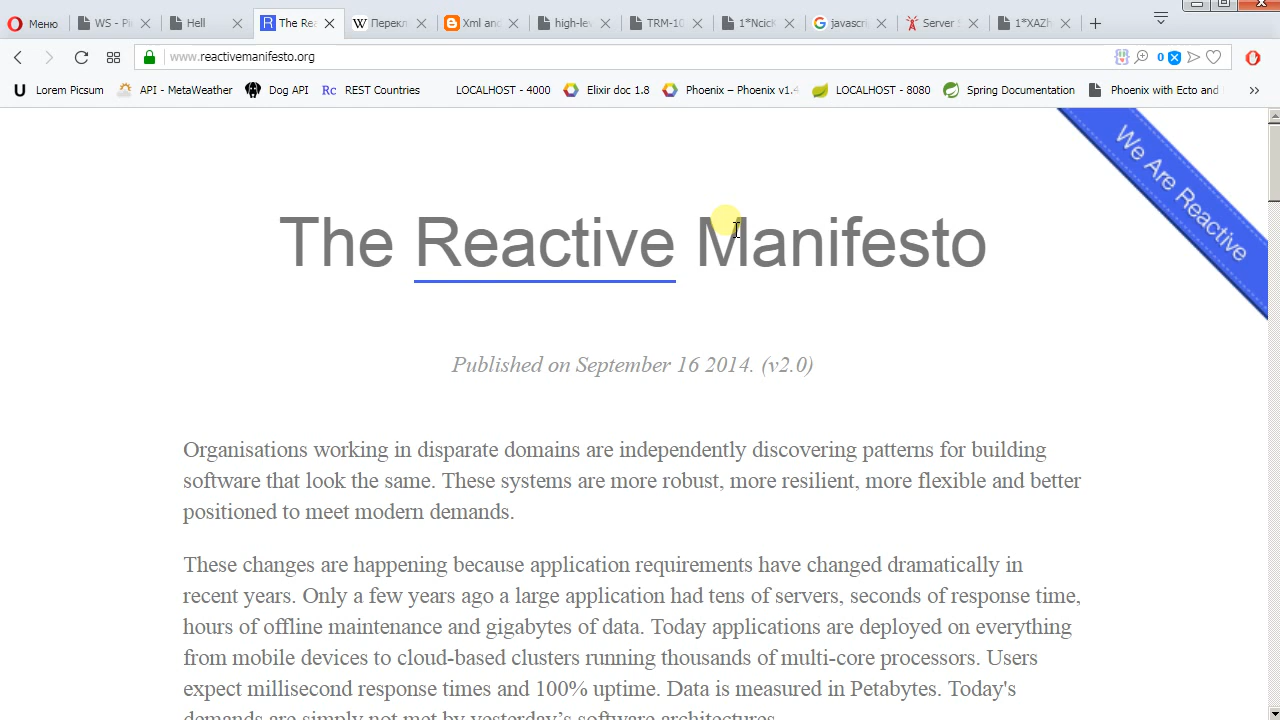 Меню
WS - Pi
Hell
The Rea
Перекл
Xml and
high-lev
TRM-10
1*NcicK
javascri
Server S
1*XAZh
www.reactivemanifesto.org
0
Lorem Picsum
API - MetaWeather
Dog API
Rc REST Countries
LOCALHOST - 4000
Elixir doc 1.8
Phoenix – Phoenix v1.4
LOCALHOST - 8080
Spring Documentation
Phoenix with Ecto and
We Are Reactive
The Reactive Manifesto
Published on September 16 2014. (v2.0)
Organisations working in disparate domains are independently discovering patterns for building
software that look the same. These systems are more robust, more resilient, more flexible and better
positioned to meet modern demands.
These changes are happening because application requirements have changed dramatically in
recent years. Only a few years ago a large application had tens of servers, seconds of response time,
hours of offline maintenance and gigabytes of data. Today applications are deployed on everything
from mobile devices to cloud-based clusters running thousands of multi-core processors. Users
expect millisecond response times and 100% uptime. Data is measured in Petabytes. Today's
demands are simply not met by yesterday’s software architectures.